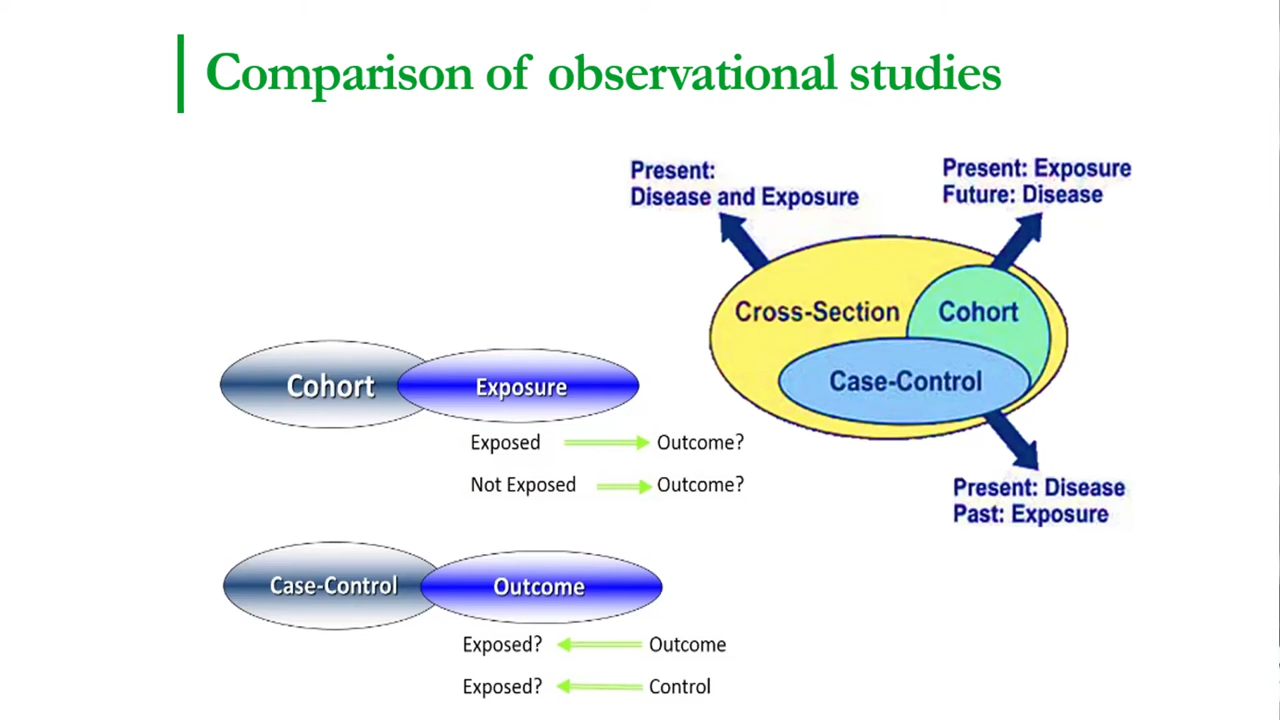 Comparison of observational studies
Present:
Disease and Exposure
Present: Exposure
Future: Disease
Cross-Section
Cohort
Case-Control
Present: Disease
Past: Exposure
Cohort
Exposure
Exposed
Outcome?
Not Exposed
Outcome?
Case-Control
Outcome
Exposed?
Outcome
Exposed?
Control